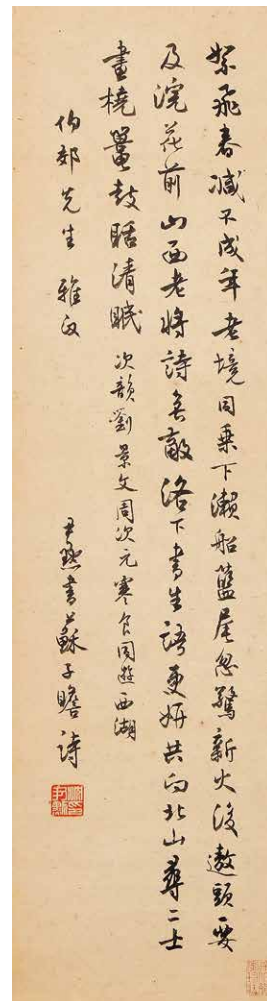 絮飛春減不成年老境同乘下瀨船籃尾忽驚新火後遨頭要
及浣花前山西老將詩無敵洛下書生語更妍共向北山尋二士
畫橈鼉鼓聒清眠 次韻劉景文周次元寒食同遊西湖
伯郊先生 雅政
尹默書蘇子瞻詩